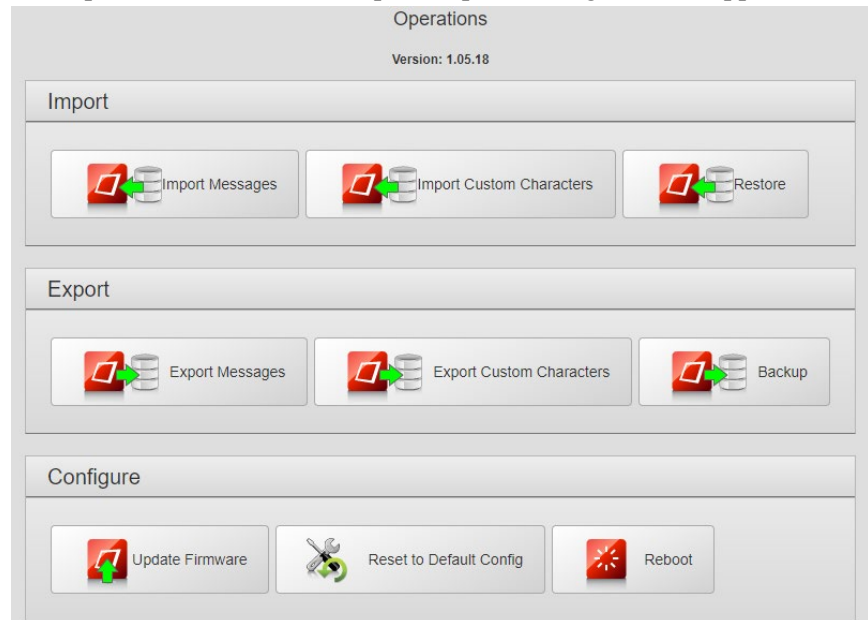 Operations
Version: 1.05.18
Import
Import Messages
Import Custom Characters
Restore
Export
Export Messages
Export Custom Characters
Backup
Configure
Update Firmware
Reset to Default Config
Reboot